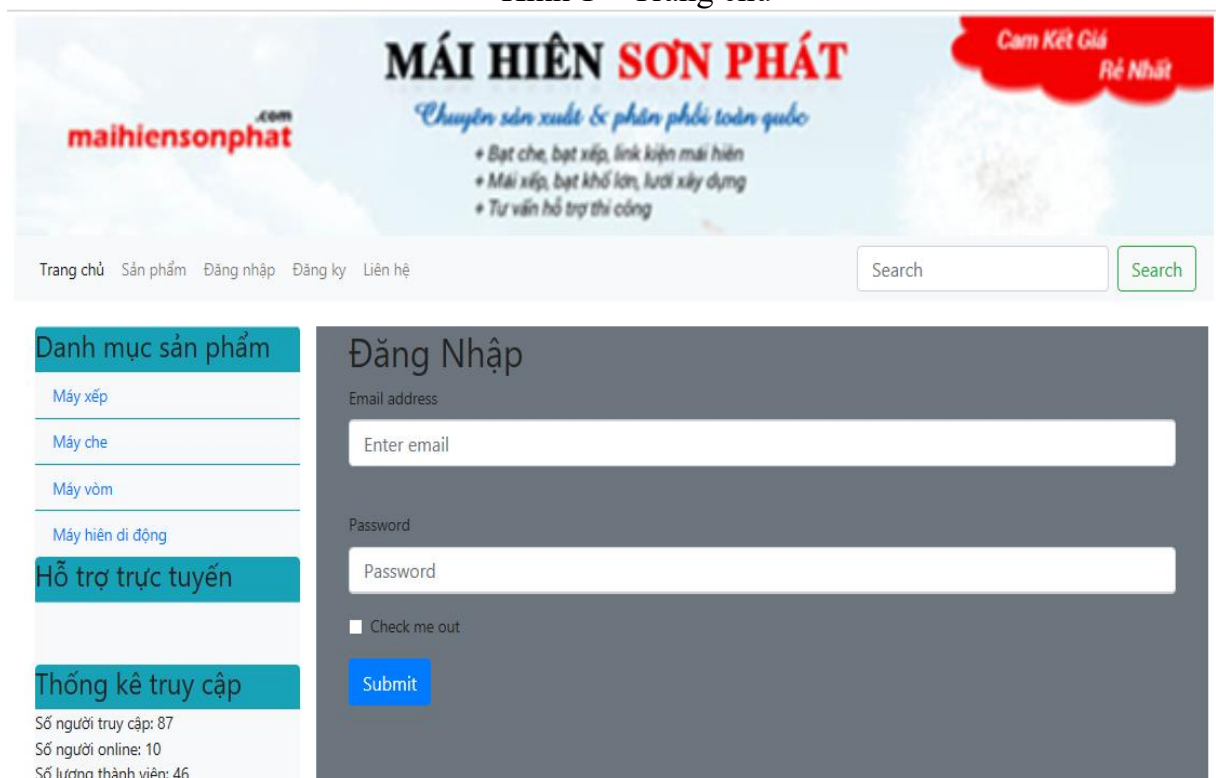 MÁI HIÊN SƠN PHÁT
Cam Kết Giá
Rẻ Nhất
maihiensonphat.com
Chuyên sản xuất & phân phối toàn quốc
+ Bạt che, bạt xếp, link kiện mái hiên
+ Mái xếp, bạt khổ lớn, lưới xây dựng
+ Tư vấn hỗ trợ thi công
Trang chủ Sản phẩm Đăng nhập Đăng ky Liên hệ Search Search
Danh mục sản phẩm
Máy xếp
Máy che
Máy vòm
Máy hiên di động
Hỗ trợ trực tuyến
Thống kê truy cập
Số người truy cập: 87
Số người online: 10
Số lượng thành viên: 46
Đăng Nhập
Email address
Enter email
Password
Password
Check me out
Submit